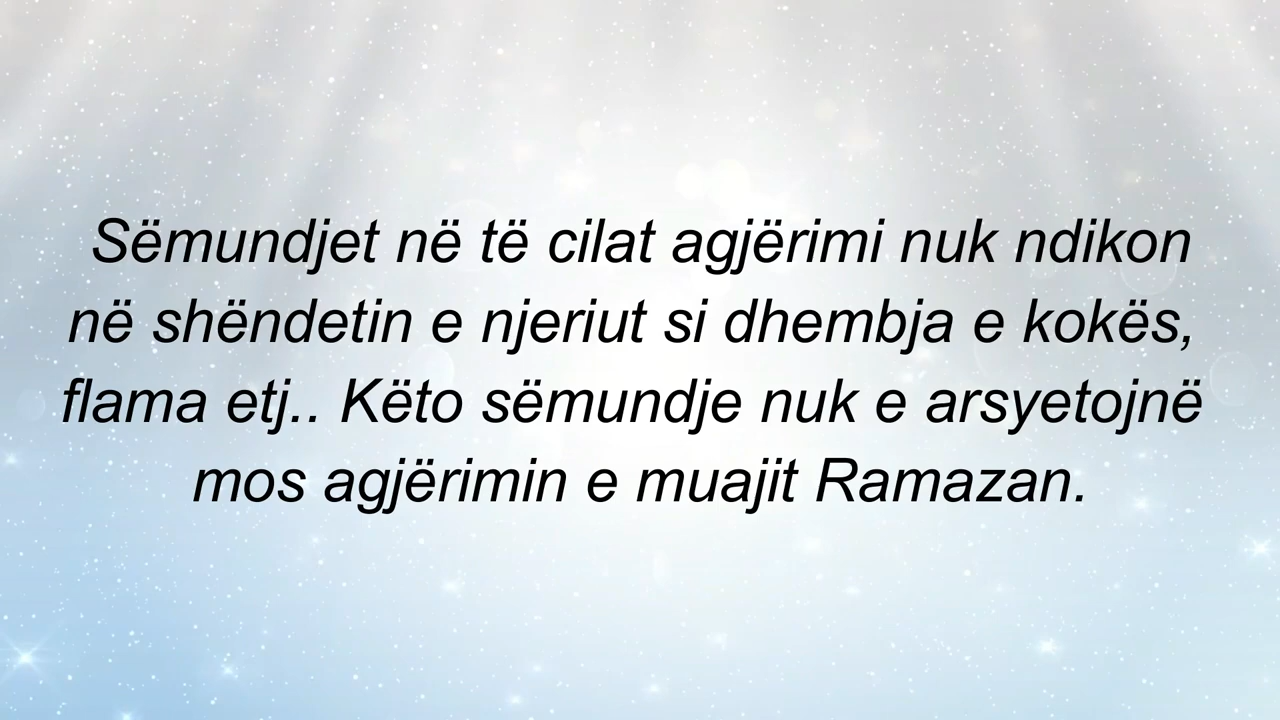 Sëmundjet në të cilat agjërimi nuk ndikon
në shëndetin e njeriut si dhembja e kokës,
flama etj.. Këto sëmundje nuk e arsyetojnë
mos agjërimin e muajit Ramazan.